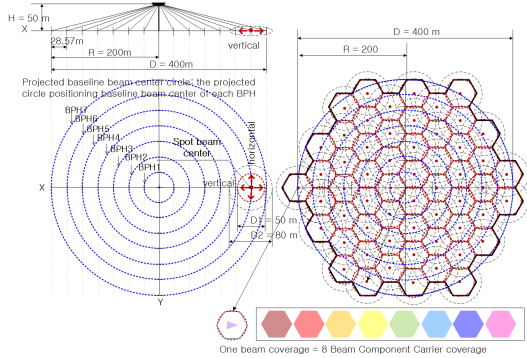 H = 50 m
X
28.57m
vertical
R = 200m
D = 400m
Projected baseline beam center circle: the projected
circle positioning baseline beam center of each BPH
BPH7
BPH6
BPH5
BPH4
BPH3
BPH2
BPH1
Spot beam
center
horizontal
vertical
X
D1 = 50 m
D2 = 80 m
Y
D = 400 m
R = 200
One beam coverage = 8 Beam Component Carrier coverage